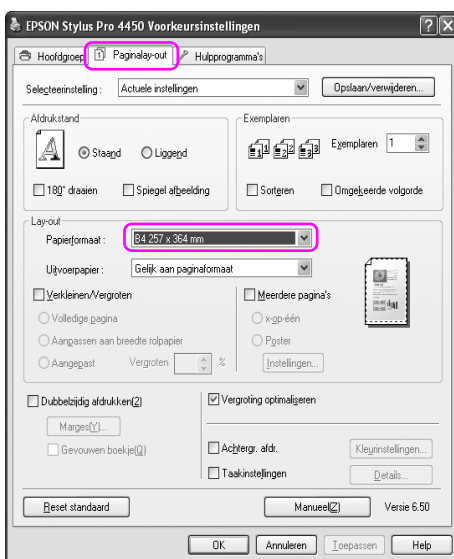 EPSON Stylus Pro 4450 Voorkeursinstellingen
Hoofdgroep Paginalay-out Hulpprogramma's
Selecteerinstelling : Actuele instellingen Opslaan/verwijderen...
Afdrukstand
Staand Liggend
180° draaien Spiegel afbeelding
Exemplaren
Exemplaren 1
Sorteren Omgekeerde volgorde
Lay-out
Papierformaat : B4 257 x 364 mm
Uitvoerpapier : Gelijk aan paginaformaat
Verkleinen/Vergroten
Volledige pagina
Aanpassen aan breedte rolpapier
Aangepast Vergroten %
Meerdere pagina's
x-op-één
Poster
Instellingen...
Dubbelzijdig afdrukken(2)
Marges(Y)...
Gevouwen boekje(Q)
Vergroting optimaliseren
Achtergr. afdr. Kleurinstellingen...
Taakinstellingen Details...
Reset standaard Manueel(Z) Versie 6.50
OK Annuleren Toepassen Help